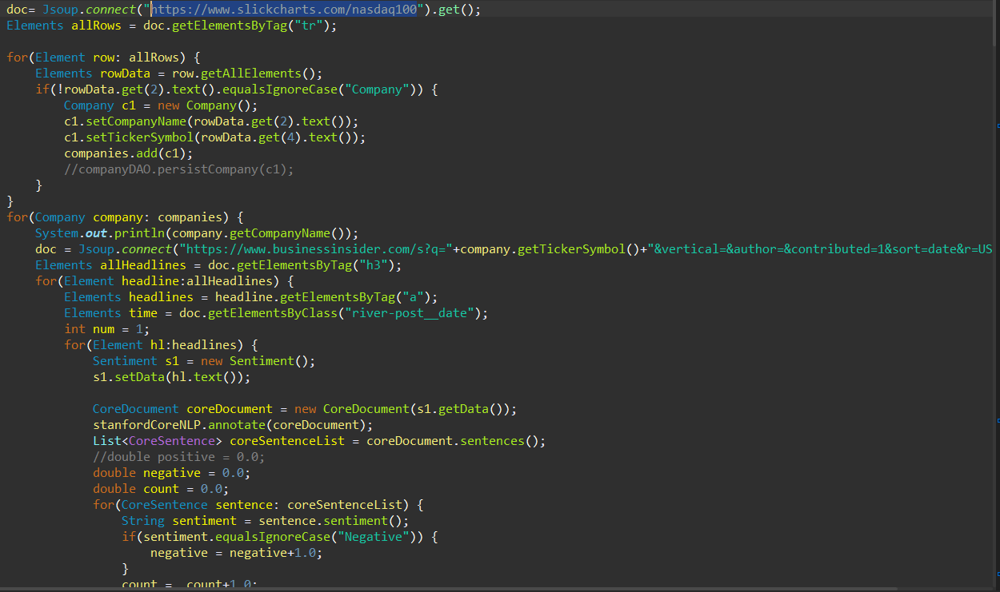 doc= Jsoup.connect("https://www.slickcharts.com/nasdaq100").get();
Elements allRows = doc.getElementsByTag("tr");
for(Element row: allRows) {
Elements rowData = row.getAllElements();
if(!rowData.get(2).text().equalsIgnoreCase("Company")) {
Company c1 = new Company();
c1.setCompanyName(rowData.get(2).text());
c1.setTickerSymbol(rowData.get(4).text());
companies.add(c1);
//companyDAO.persistCompany(c1);
}
}
for(Company company: companies) {
System.out.println(company.getCompanyName());
doc = Jsoup.connect("https://www.businessinsider.com/s?q="+company.getTickerSymbol()+"&vertical=&author=&contributed=1&sort=date&r=US
Elements allHeadlines = doc.getElementsByTag("h3");
for(Element headline:allHeadlines) {
Elements headlines = headline.getElementsByTag("a");
Elements time = doc.getElementsByClass("river-post__date");
int num = 1;
for(Element hl:headlines) {
Sentiment s1 = new Sentiment();
s1.setData(hl.text());
CoreDocument coreDocument = new CoreDocument(s1.getData());
stanfordCoreNLP.annotate(coreDocument);
List<CoreSentence> coreSentenceList = coreDocument.sentences();
//double positive = 0.0;
double negative = 0.0;
double count = 0.0;
for(CoreSentence sentence: coreSentenceList) {
String sentiment = sentence.sentiment();
if(sentiment.equalsIgnoreCase("Negative")) {
negative = negative+1.0;
}
count =  count+1.0;